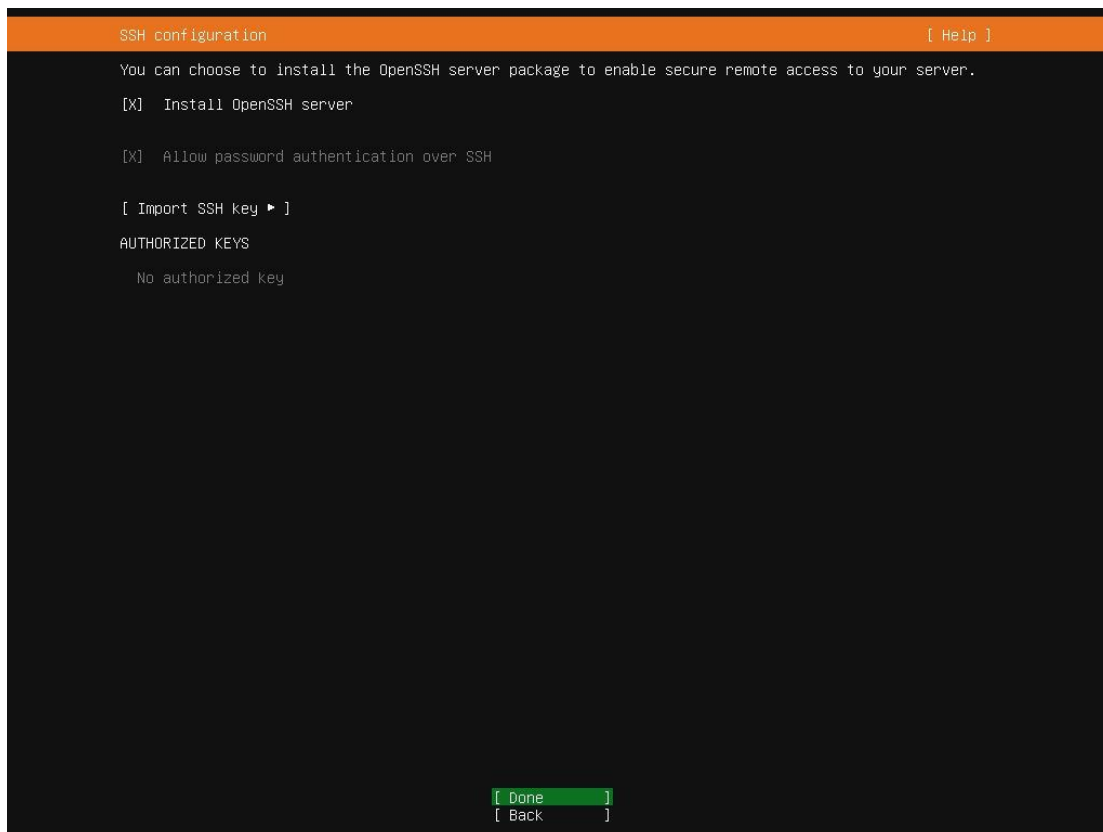 SSH configuration [ Help ]
You can choose to install the OpenSSH server package to enable secure remote access to your server.
[X] Install OpenSSH server
[X] Allow password authentication over SSH
[ Import SSH key ▸ ]
AUTHORIZED KEYS
No authorized key
[ Done ]
[ Back ]